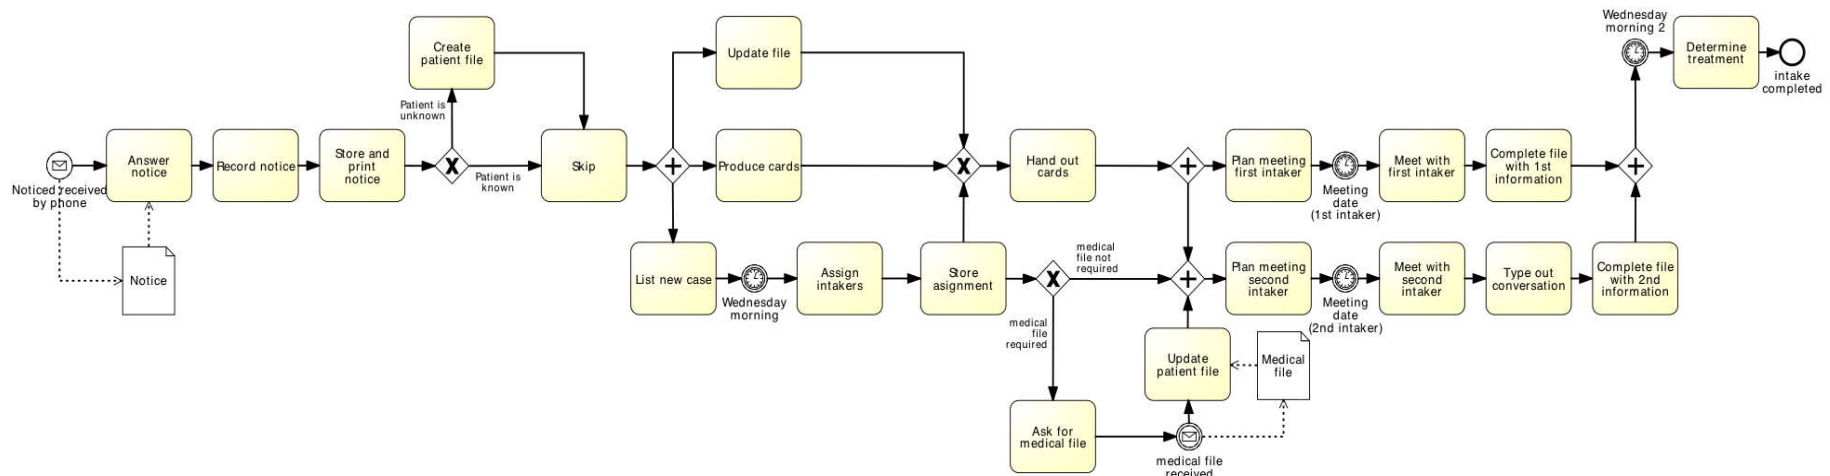 Noticed received
by phone
Answer
notice
Notice
Record notice
Store and
print
notice
Patient is
unknown
Create
patient file
Patient is
known
Skip
Update file
Produce cards
List new case
Wednesday
morning
Assign
intakers
Store
asignment
Hand out
cards
medical
file not
required
medical
file
required
Ask for
medical file
medical file
received
Update
patient file
Medical
file
Plan meeting
first intaker
Meeting
date
(1st intaker)
Meet with
first intaker
Complete file
with 1st
information
Plan meeting
second
intaker
Meeting
date
(2nd intaker)
Meet with
second
intaker
Type out
conversation
Complete file
with 2nd
information
Wednesday
morning 2
Determine
treatment
intake
completed